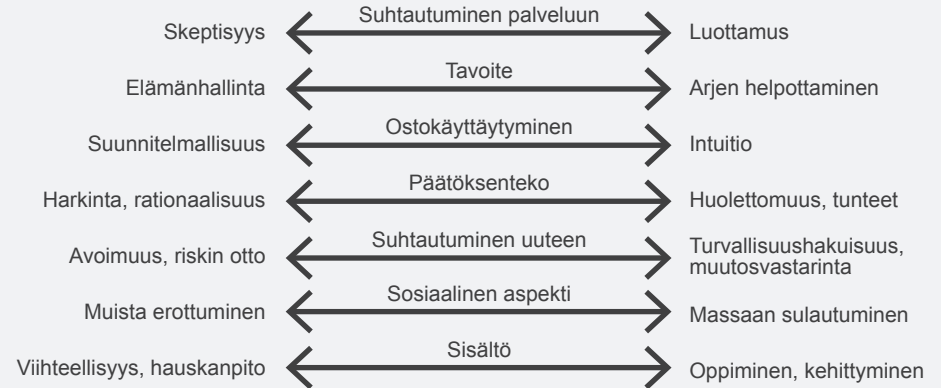 Suhtautuminen palveluun
Skeptisyys
Luottamus
Tavoite
Elämänhallinta
Arjen helpottaminen
Ostokäyttäytyminen
Suunnitelmallisuus
Intuitio
Päätöksenteko
Harkinta, rationaalisuus
Huolettomuus, tunteet
Suhtautuminen uuteen
Avoimuus, riskin otto
Turvallisuushakuisuus,
muutosvastarinta
Sosiaalinen aspekti
Muista erottuminen
Massaan sulautuminen
Sisältö
Viihteellisyys, hauskanpito
Oppiminen, kehittyminen